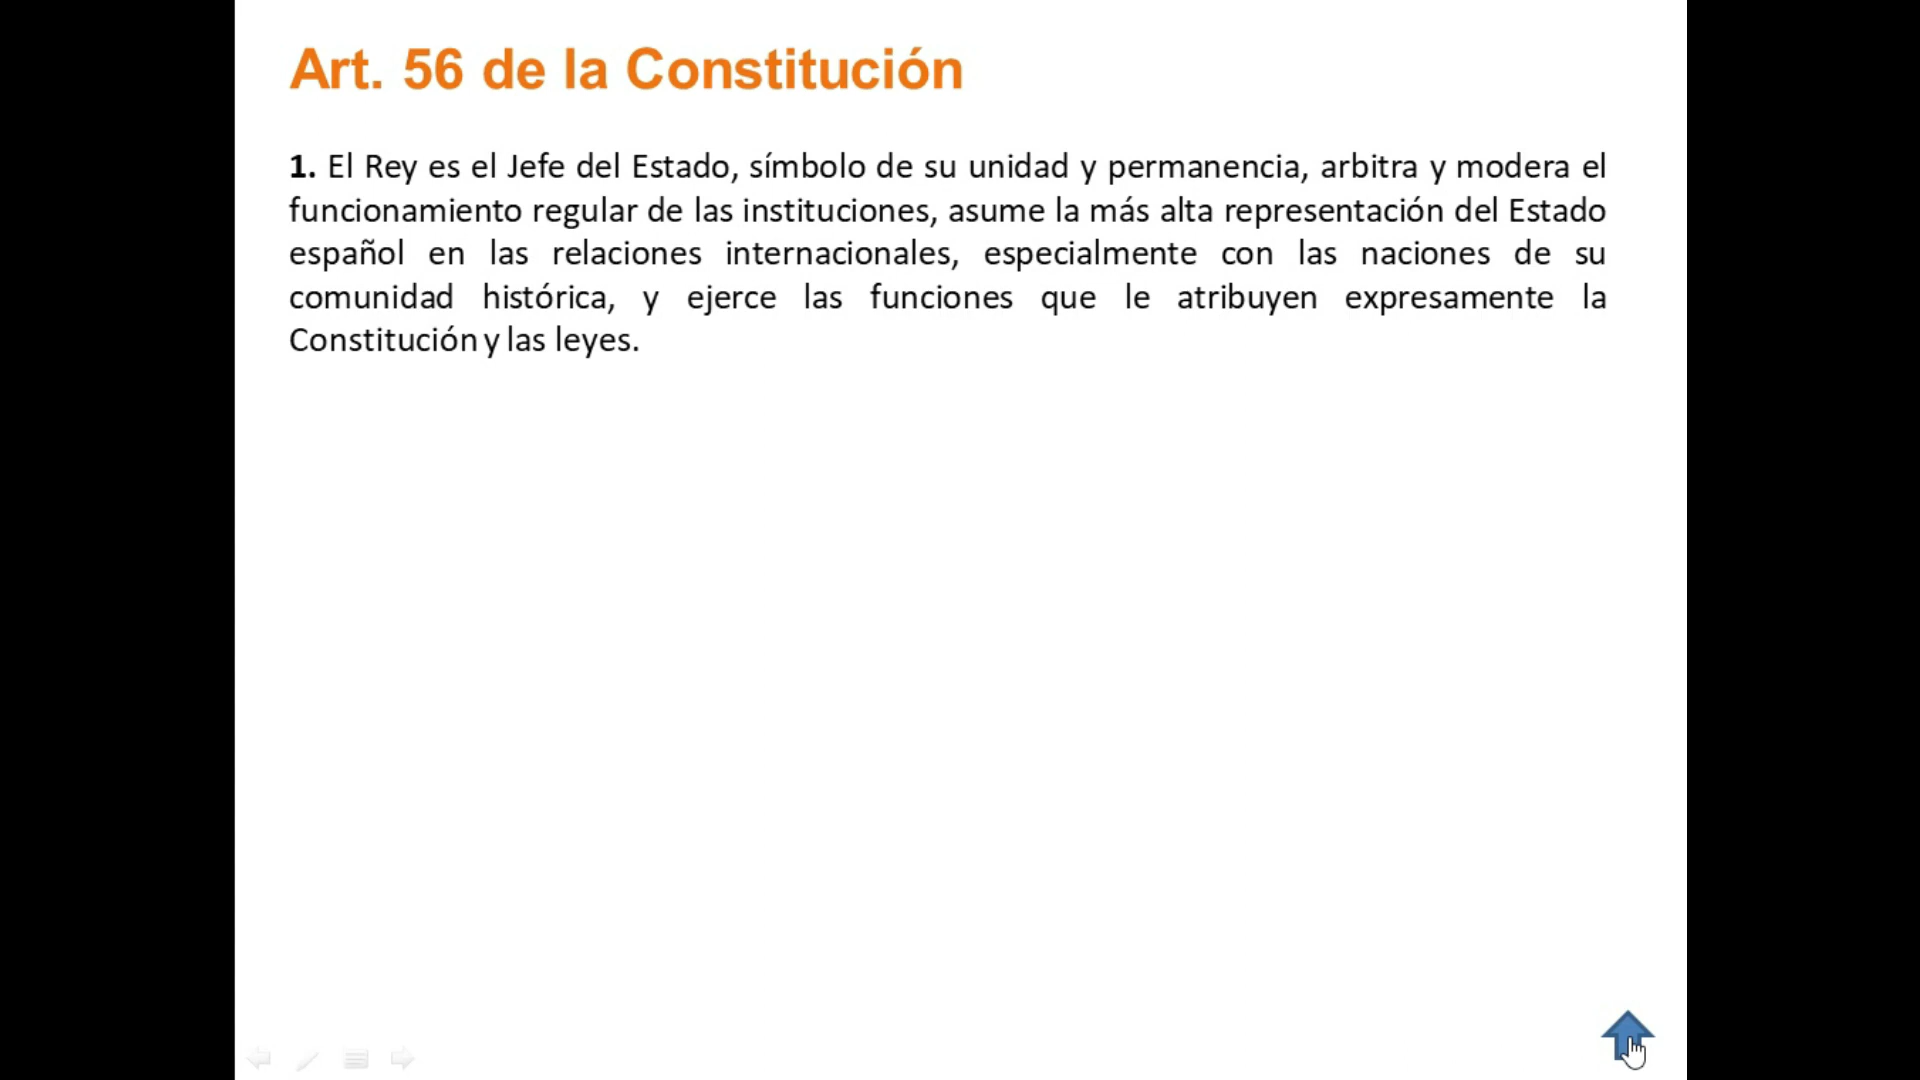 Art. 56 de la Constitución
1. El Rey es el Jefe del Estado, símbolo de su unidad y permanencia, arbitra y modera el
funcionamiento regular de las instituciones, asume la más alta representación del Estado
español en las relaciones internacionales, especialmente con las naciones de su
comunidad histórica, y ejerce las funciones que le atribuyen expresamente la
Constitución y las leyes.